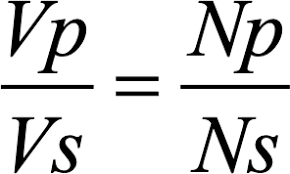 Vp/Vs = Np/Ns